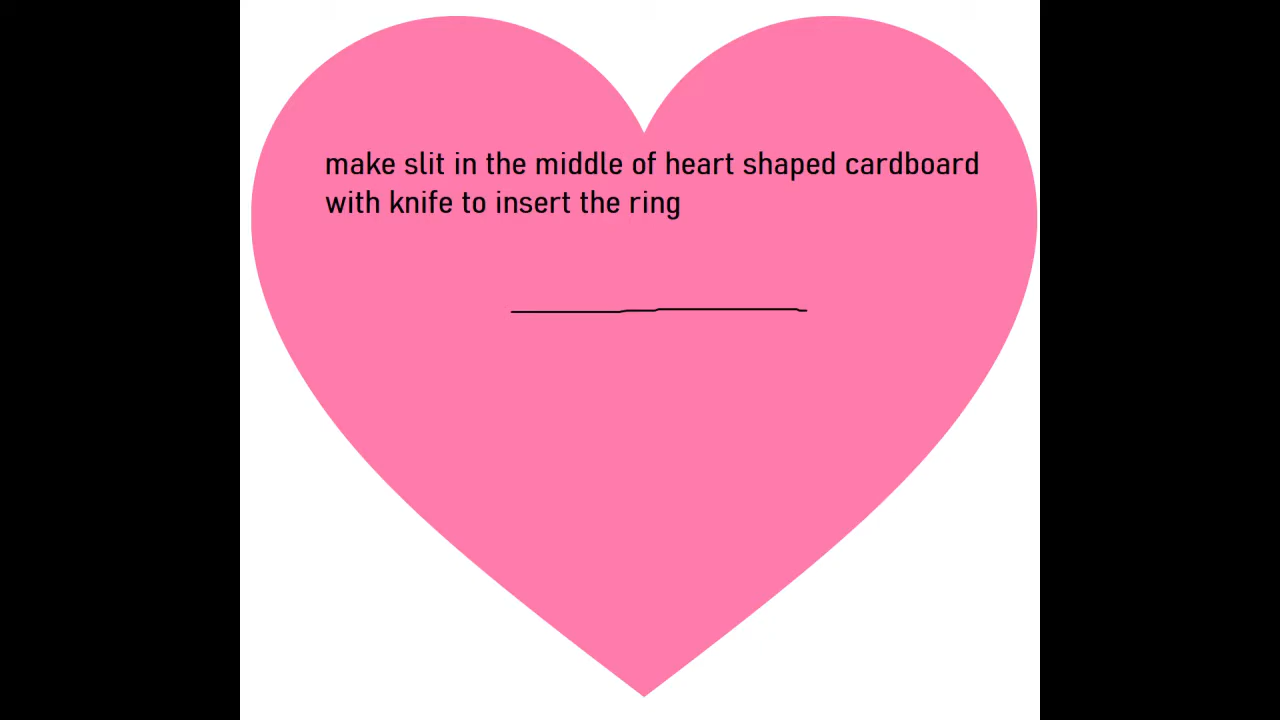 make slit in the middle of heart shaped cardboard
with knife to insert the ring